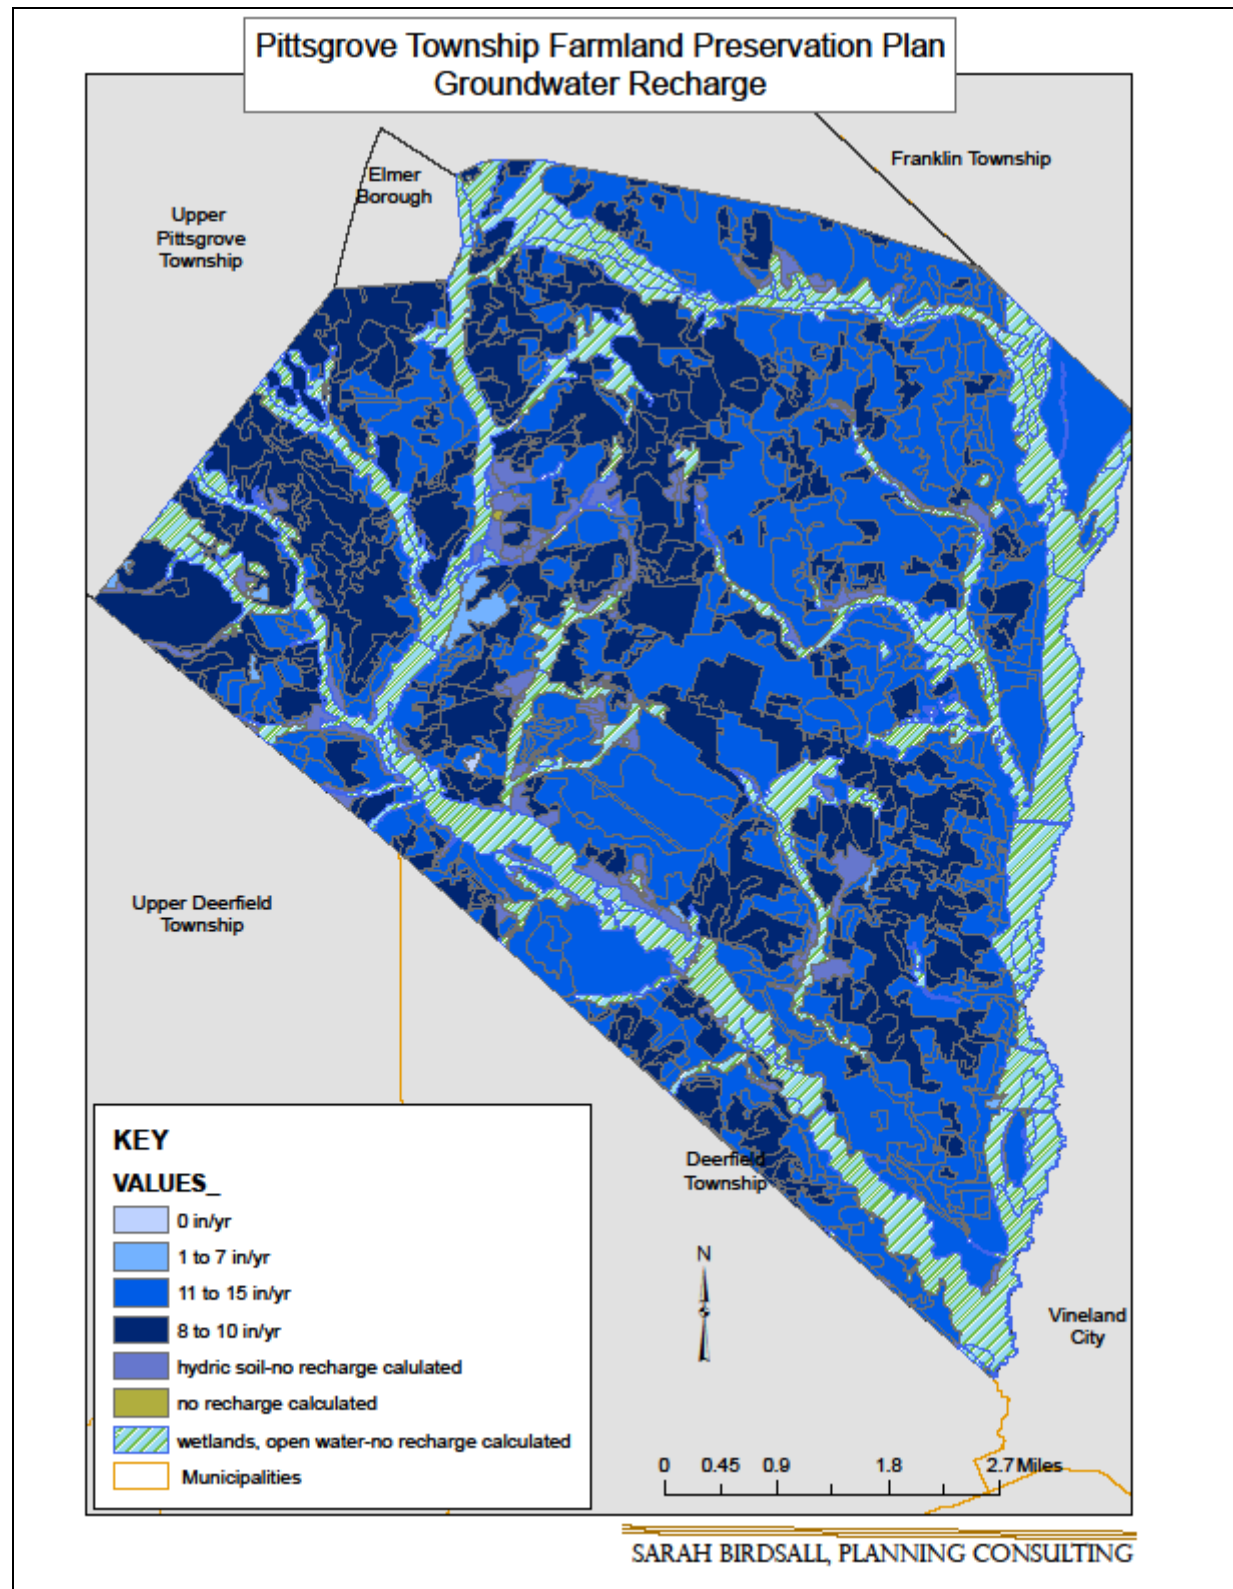 Pittsgrove Township Farmland Preservation Plan
Groundwater Recharge
Franklin Township
Elmer
Borough
Upper
Pittsgrove
Township
Upper Deerfield
Township
KEY
VALUES_
0 in/yr
1 to 7 in/yr
11 to 15 in/yr
8 to 10 in/yr
hydric soil-no recharge calulated
no recharge calculated
wetlands, open water-no recharge calculated
Municipalities
Deerfield
Township
N
Vineland
City
0 0.45 0.9 1.8 2.7 Miles
SARAH BIRDSALL, PLANNING CONSULTING